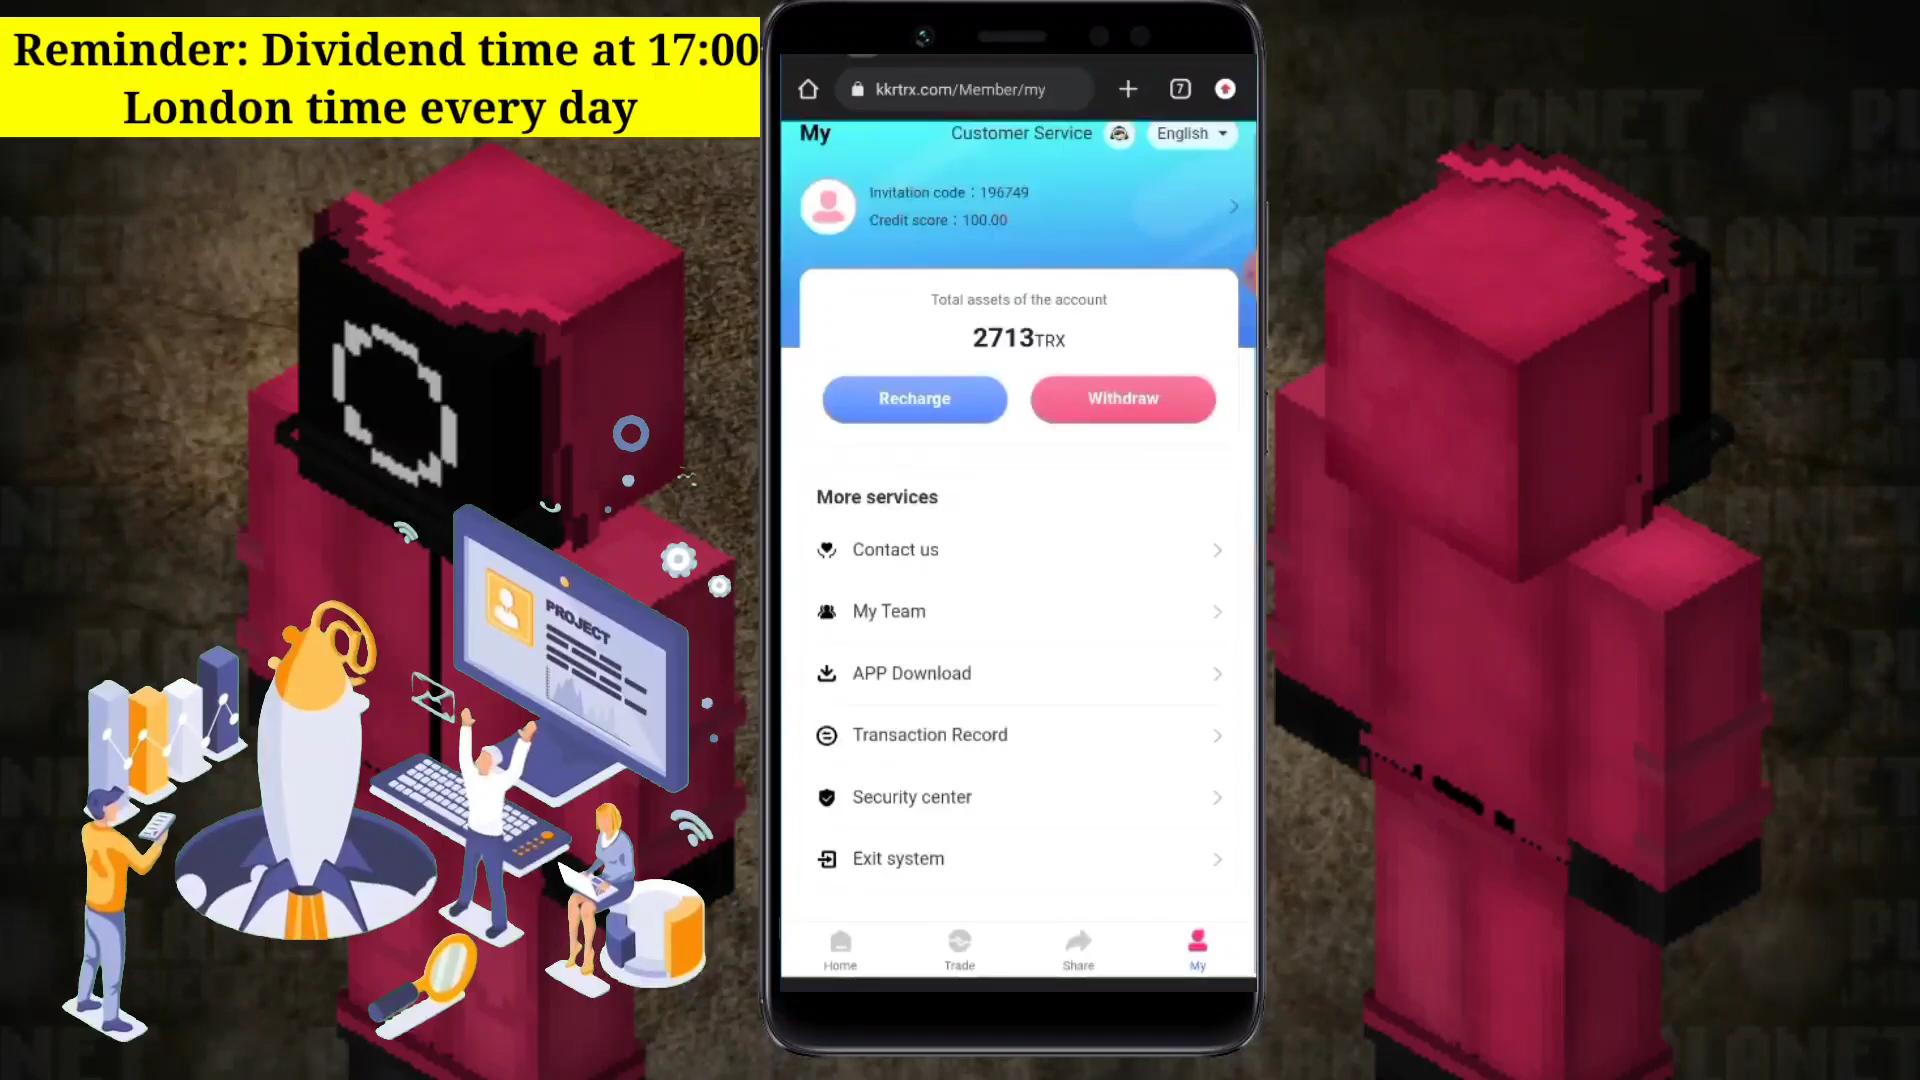 Reminder: Dividend time at 17:00
London time every day
kkrtrx.com/Member/my
7
My
Customer Service
English
Invitation code : 196749
Credit score : 100.00
Total assets of the account
2713TRX
Recharge
Withdraw
More services
Contact us
My Team
APP Download
Transaction Record
Security center
Exit system
Home
Trade
Share
My
PROJECT
PLANET